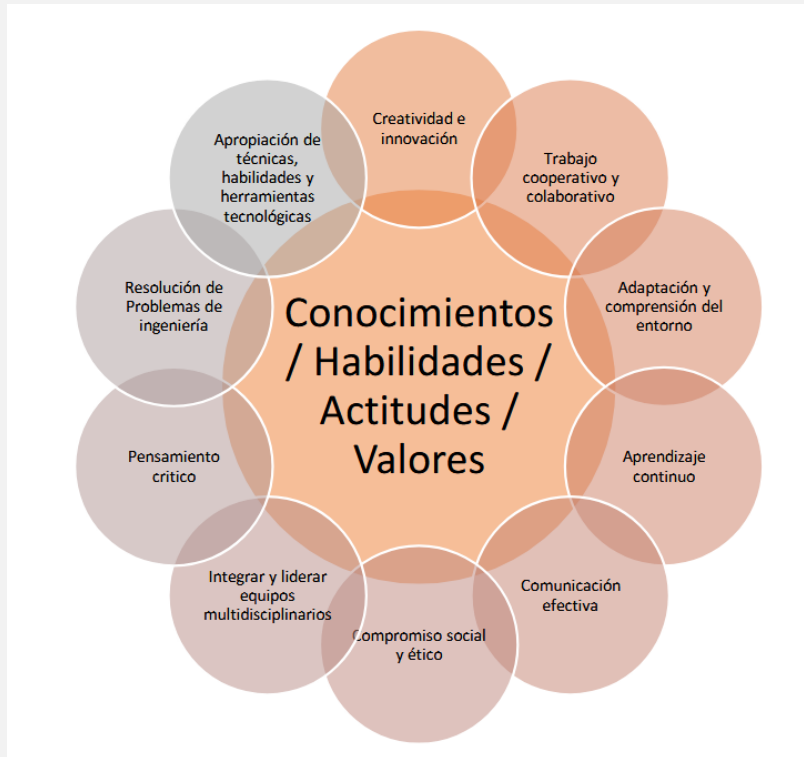 Creatividad e
innovación
Trabajo
cooperativo y
colaborativo
Adaptación y
comprensión del
entorno
Aprendizaje
continuo
Comunicación
efectiva
Compromiso social
y ético
Integrar y liderar
equipos
multidisciplinarios
Pensamiento
critico
Resolución de
Problemas de
ingeniería
Apropiación de
técnicas,
habilidades y
herramientas
tecnológicas
Conocimientos
/ Habilidades /
Actitudes /
Valores